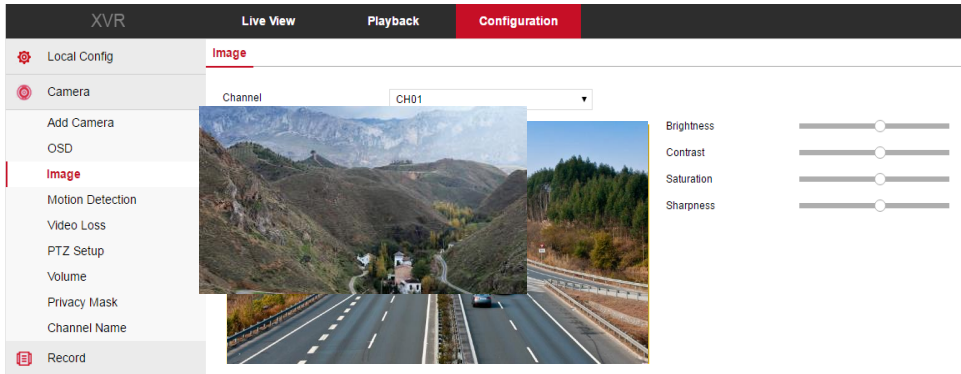 XVR Live View Playback Configuration
Local Config
Image
Camera
Channel CH01
Add Camera
OSD
Image
Motion Detection
Video Loss
PTZ Setup
Volume
Privacy Mask
Channel Name
Record
Brightness
Contrast
Saturation
Sharpness